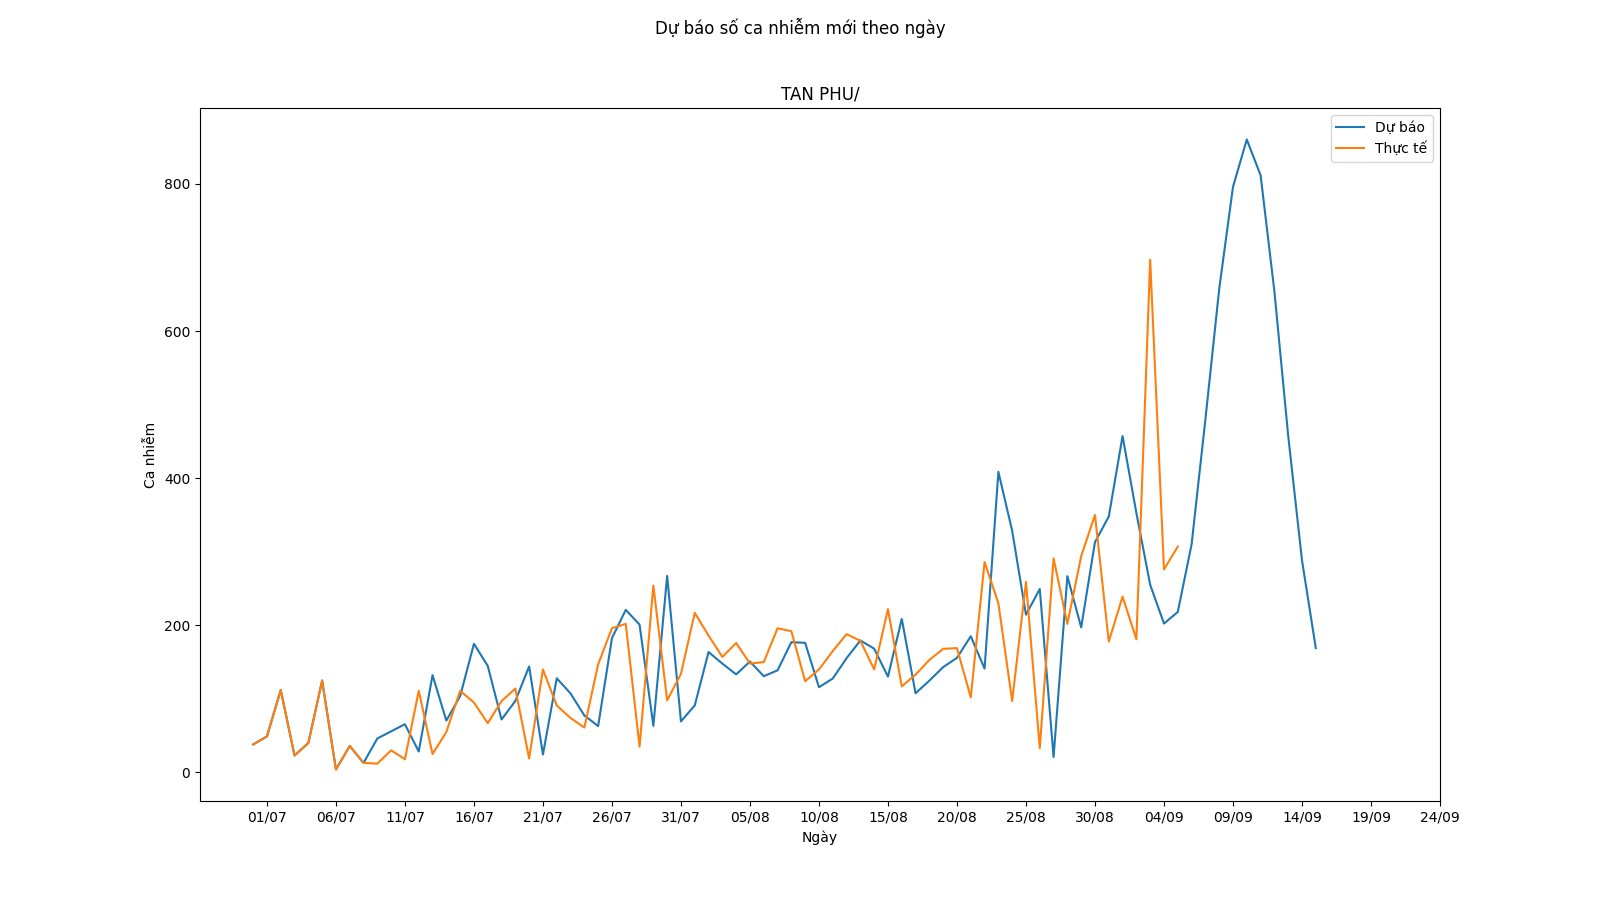 Dự báo số ca nhiễm mới theo ngày
TAN PHU/
Dự báo
Thực tế
800
600
400
200
0
Ca nhiễm
01/07 06/07 11/07 16/07 21/07 26/07 31/07 05/08 10/08 15/08 20/08 25/08 30/08 04/09 09/09 14/09 19/09 24/09
Ngày